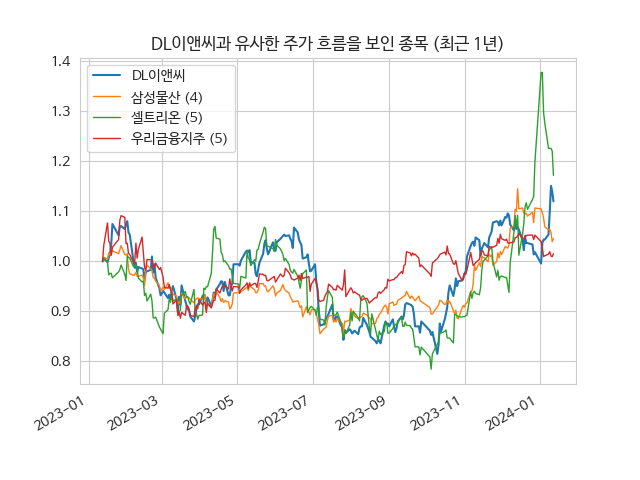 DL이앤씨과 유사한 주가 흐름을 보인 종목 (최근 1년)
DL이앤씨
삼성물산 (4)
셀트리온 (5)
우리금융지주 (5)
1.4
1.3
1.2
1.1
1.0
0.9
0.8
2023-01
2023-03
2023-05
2023-07
2023-09
2023-11
2024-01